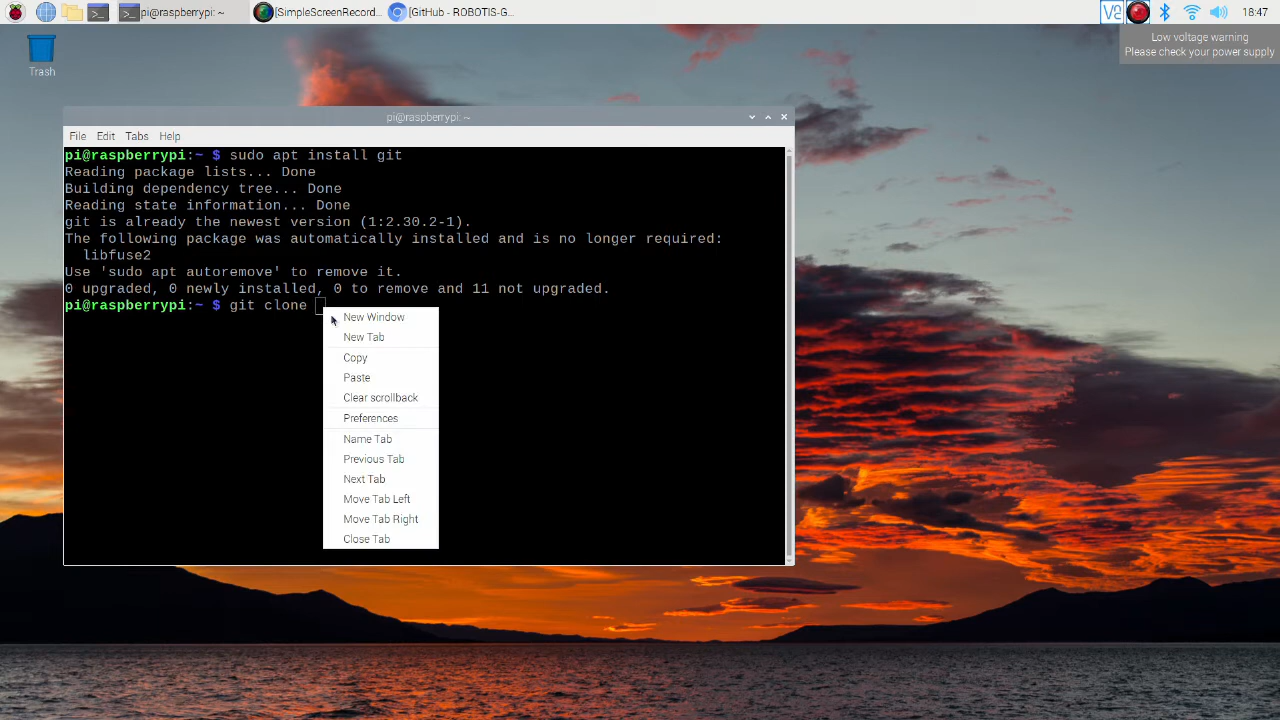 pi@raspberrypi: ~
[SimpleScreenRecord...
[GitHub - ROBOTIS-G...
18:47
Low voltage warning
Please check your power supply
Trash
pi@raspberrypi: ~
File Edit Tabs Help
pi@raspberrypi:~ $ sudo apt install git
Reading package lists... Done
Building dependency tree... Done
Reading state information... Done
git is already the newest version (1:2.30.2-1).
The following package was automatically installed and is no longer required:
libfuse2
Use 'sudo apt autoremove' to remove it.
0 upgraded, 0 newly installed, 0 to remove and 11 not upgraded.
pi@raspberrypi:~ $ git clone
New Window
New Tab
Copy
Paste
Clear scrollback
Preferences
Name Tab
Previous Tab
Next Tab
Move Tab Left
Move Tab Right
Close Tab